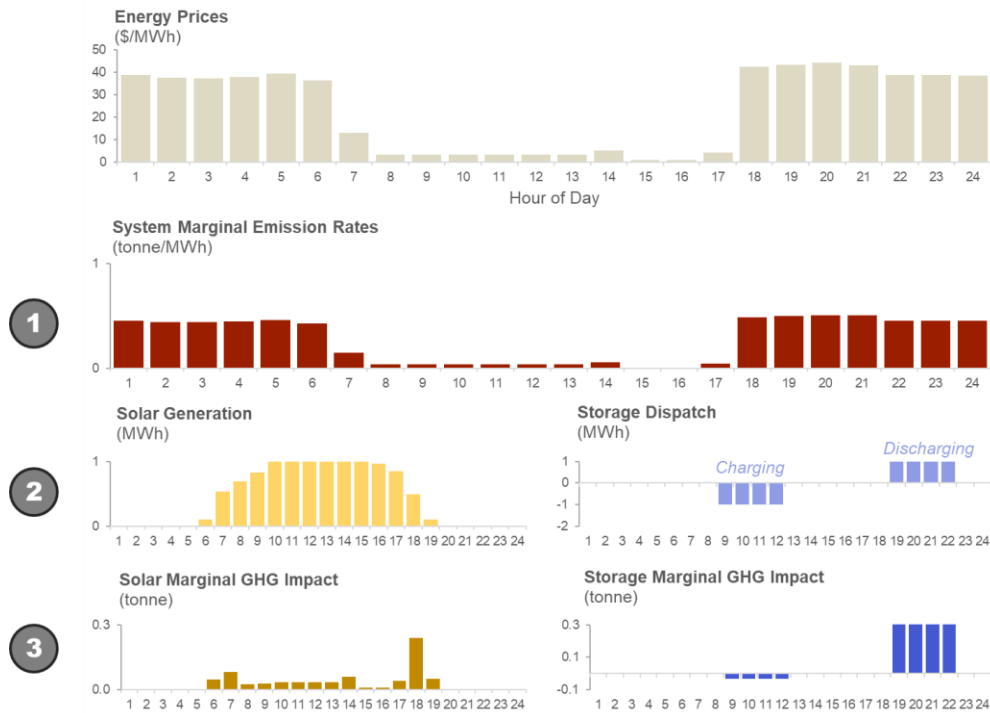 Energy Prices
($/MWh)
50
40
30
20
10
0
1 2 3 4 5 6 7 8 9 10 11 12 13 14 15 16 17 18 19 20 21 22 23 24
Hour of Day
System Marginal Emission Rates
(tonne/MWh)
1
0
1 2 3 4 5 6 7 8 9 10 11 12 13 14 15 16 17 18 19 20 21 22 23 24
1
Solar Generation
(MWh)
1
0
1 2 3 4 5 6 7 8 9 10 11 12 13 14 15 16 17 18 19 20 21 22 23 24
Storage Dispatch
(MWh)
Charging
Discharging
1
0
-1
-2
1 2 3 4 5 6 7 8 9 10 11 12 13 14 15 16 17 18 19 20 21 22 23 24
2
Solar Marginal GHG Impact
(tonne)
0.3
0.0
1 2 3 4 5 6 7 8 9 10 11 12 13 14 15 16 17 18 19 20 21 22 23 24
Storage Marginal GHG Impact
(tonne)
0.3
0.1
-0.1
1 2 3 4 5 6 7 8 9 10 11 12 13 14 15 16 17 18 19 20 21 22 23 24
3